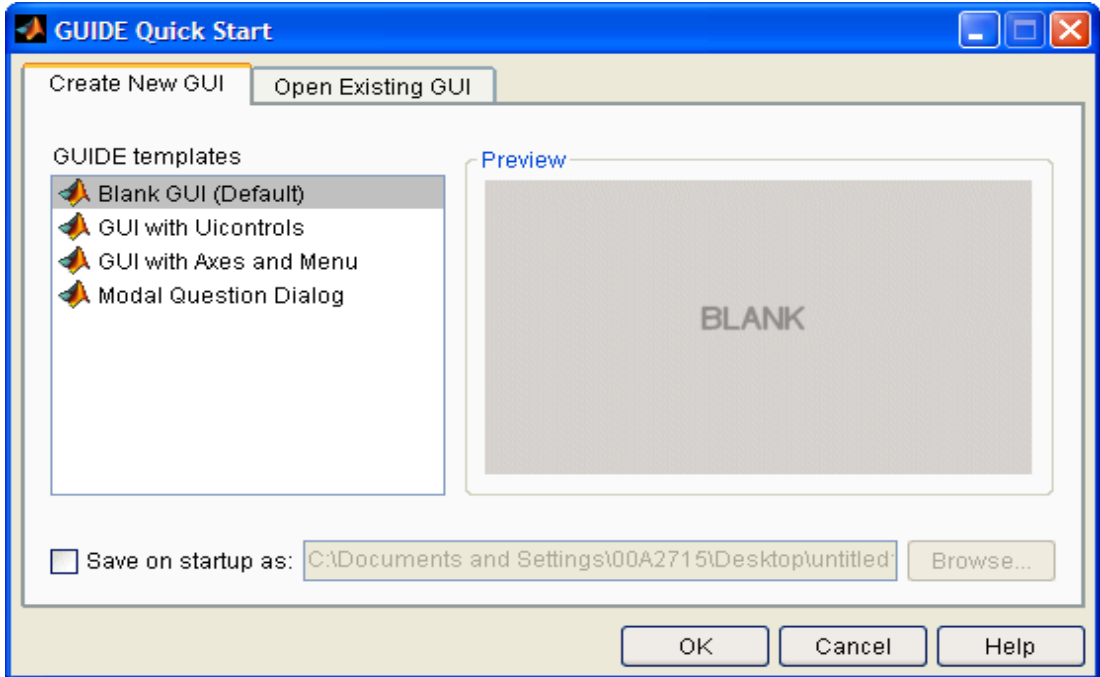 GUIDE Quick Start
Create New GUI
Open Existing GUI
GUIDE templates
Blank GUI (Default)
GUI with Uicontrols
GUI with Axes and Menu
Modal Question Dialog
Preview
BLANK
Save on startup as: C:\Documents and Settings\00A2715\Desktop\untitled Browse...
OK Cancel Help